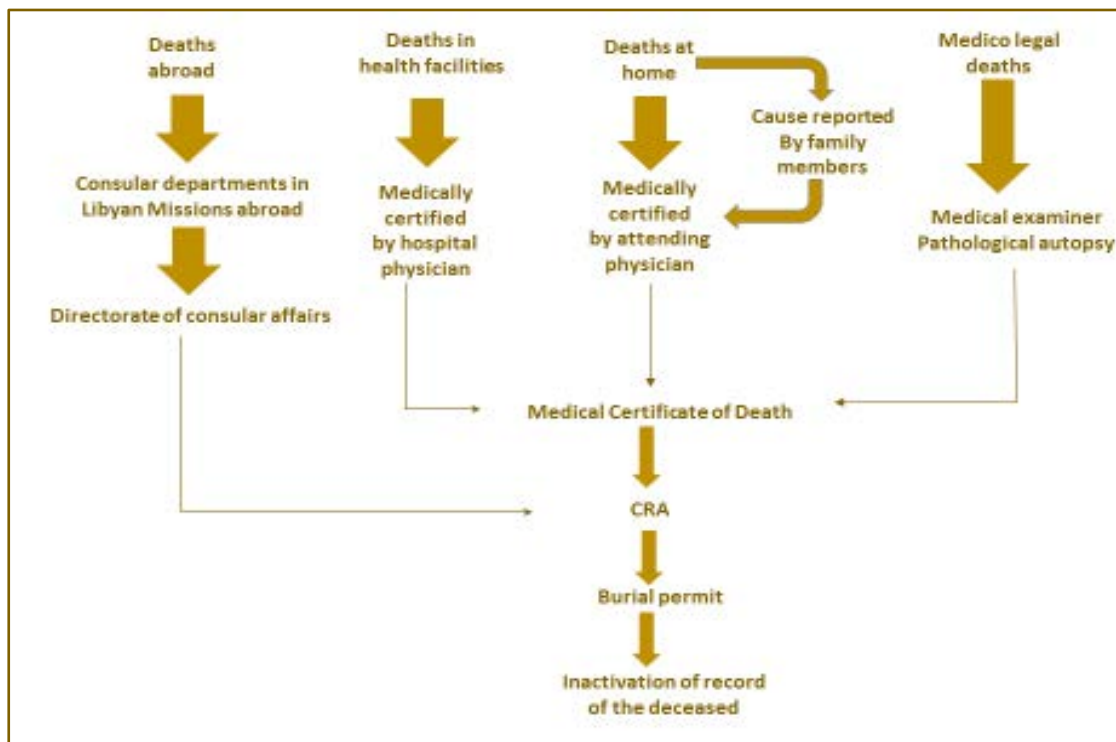 Deaths
abroad
Deaths in
health facilities
Deaths at
home
Medico legal
deaths
Cause reported
By family
members
Consular departments in
Libyan Missions abroad
Medically
certified
by hospital
physician
Medically
certified
by attending
physician
Medical examiner
Pathological autopsy
Directorate of consular affairs
Medical Certificate of Death
CRA
Burial permit
Inactivation of record
of the deceased